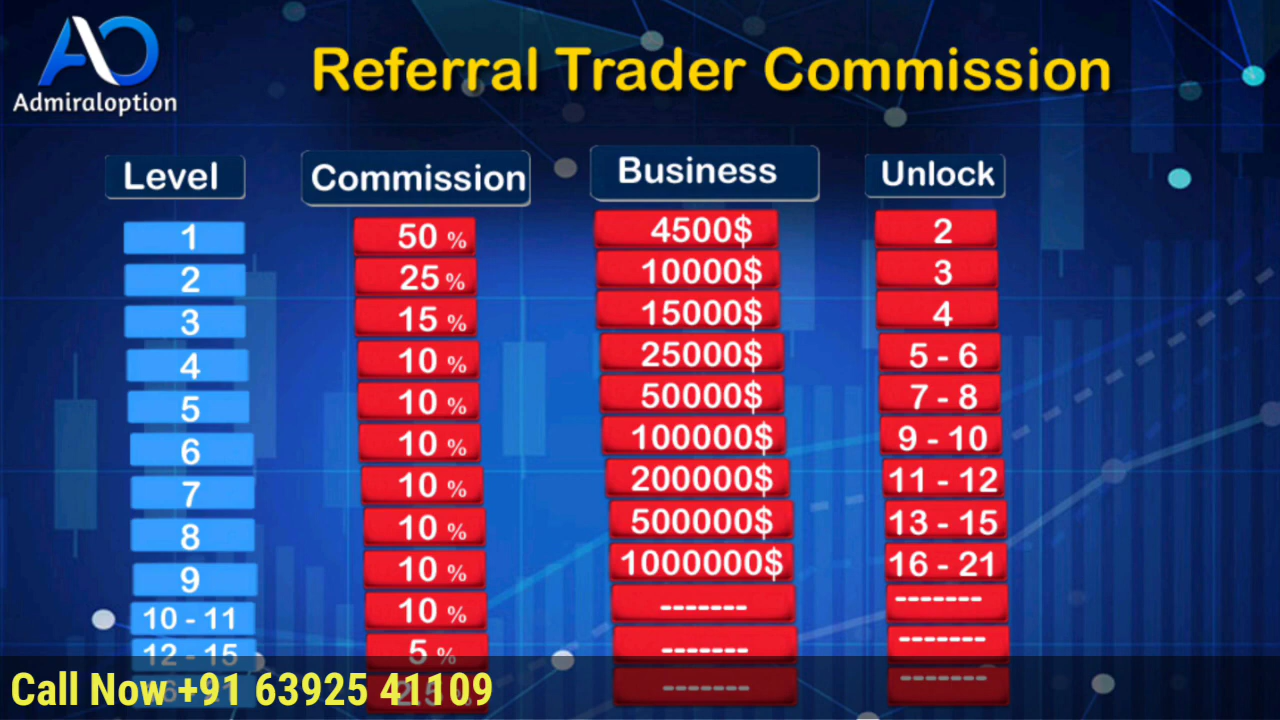 Admiraloption
Referral Trader Commission
Level Commission Business Unlock
1 50 % 4500$ 2
2 25 % 10000$ 3
3 15 % 15000$ 4
4 10 % 25000$ 5 - 6
5 10 % 50000$ 7 - 8
6 10 % 100000$ 9 - 10
7 10 % 200000$ 11 - 12
8 10 % 500000$ 13 - 15
9 10 % 1000000$ 16 - 21
10 - 11 10 % ------- -------
12 - 15 5 % ------- -------
2.5 % ------- -------
Call Now +91 63925 41109